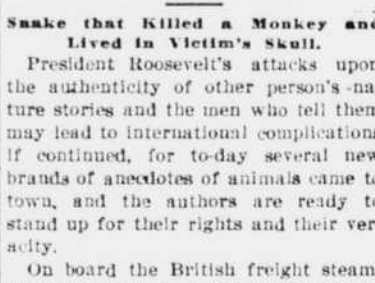 Snake that Killed a Monkey and
Lived in Victim's Skull.
President Roosevelt's attacks upon
the authenticity of other person's -na-
ture stories and the men who tell them
may lead to international complications
if continued, for to-day several new
brands of anecdotes of animals came to
town, and the authors are ready to
stand up for their rights and their ver-
acity.
On board the British freight steam-